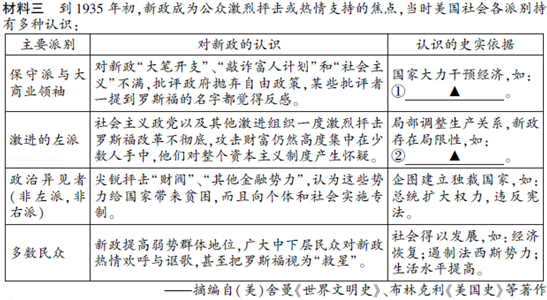 材料三 到1935年初,新政成为公众激烈抨击或热情支持的焦点,当时美国社会各派别持
有多种认识:
主要派别 对新政的认识 认识的史实依据
保守派与大
商业领袖
对新政“大笔开支”、“敲诈富人计划”和“社会主
义”不满,批评政府抛弃自由政策,某些批评者
一提到罗斯福的名字都觉得反感。
国家大力干预经济,如:
①▲。
激进的左派
社会主义政党以及其他激进组织一度激烈抨击
罗斯福改革不彻底,攻击财富仍然高度集中在少
数人手中,他们对整个资本主义制度产生怀疑。
局部调整生产关系,新政
存在局限性,如:
②▲。
政治异见者
(非左派,非
右派)
尖锐抨击“财阀”、“其他金融势力”,认为这些势
力给国家带来贫困,而且向个体和社会实施专
制。
企图建立独裁国家,如:
总统扩大权力,违反宪
法。
多数民众
新政提高弱势群体地位,广大中下层民众对新政
热情欢呼与讴歌,甚至把罗斯福视为“救星”。
社会得以发展,如:经济
恢复;遏制法西斯势力;
生活水平提高。
——摘编自(美)舍曼《世界文明史》、布林克利《美国史》等著作